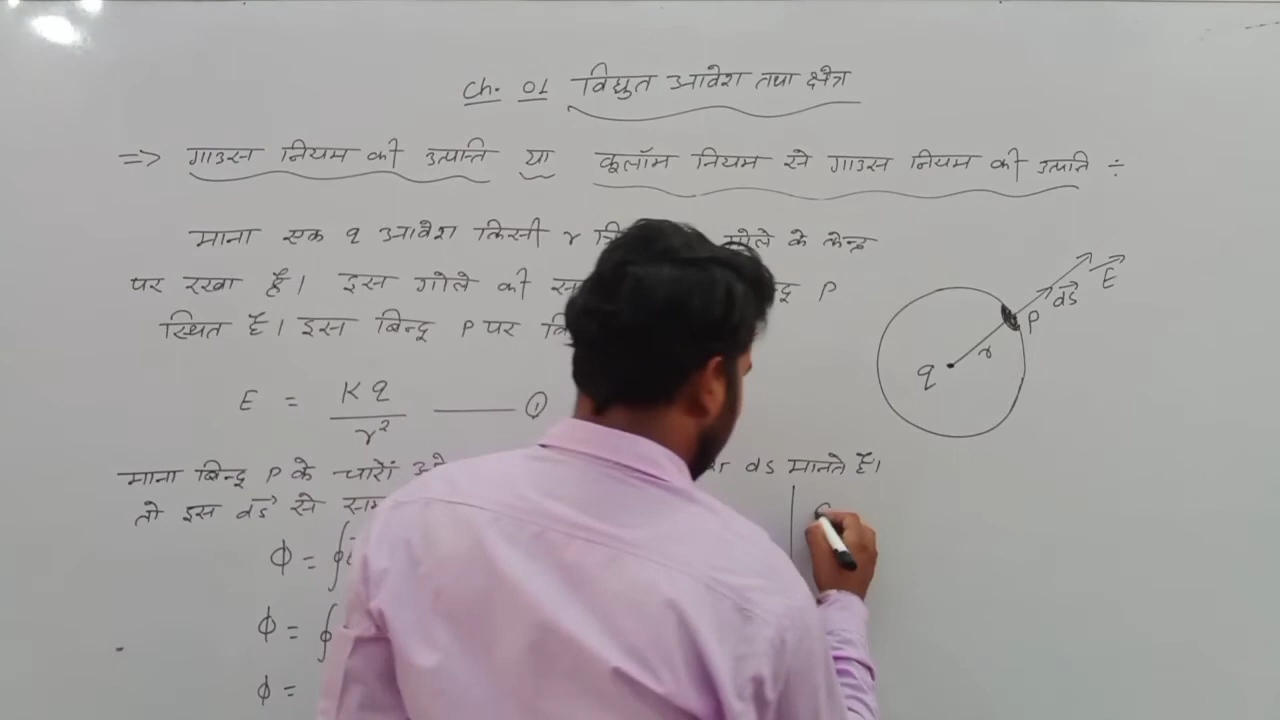 Ch. 01 विद्युत आवेश तथा क्षेत्र
=> गाउस नियम की उत्पत्ति या कूलॉम नियम से गाउस नियम की उत्पत्ति ÷
माना एक q आवेश किसी r गोले के केन्द्र
पर रखा है। इस गोले की P
स्थित है। इस बिन्दू P पर
E = Kq / r² —— ①
माना बिन्दू P के चारों ds मानते है।
तो इस ds→ से
ϕ = ∮
ϕ = ∮
ϕ =
q
r
P
ds→
E→